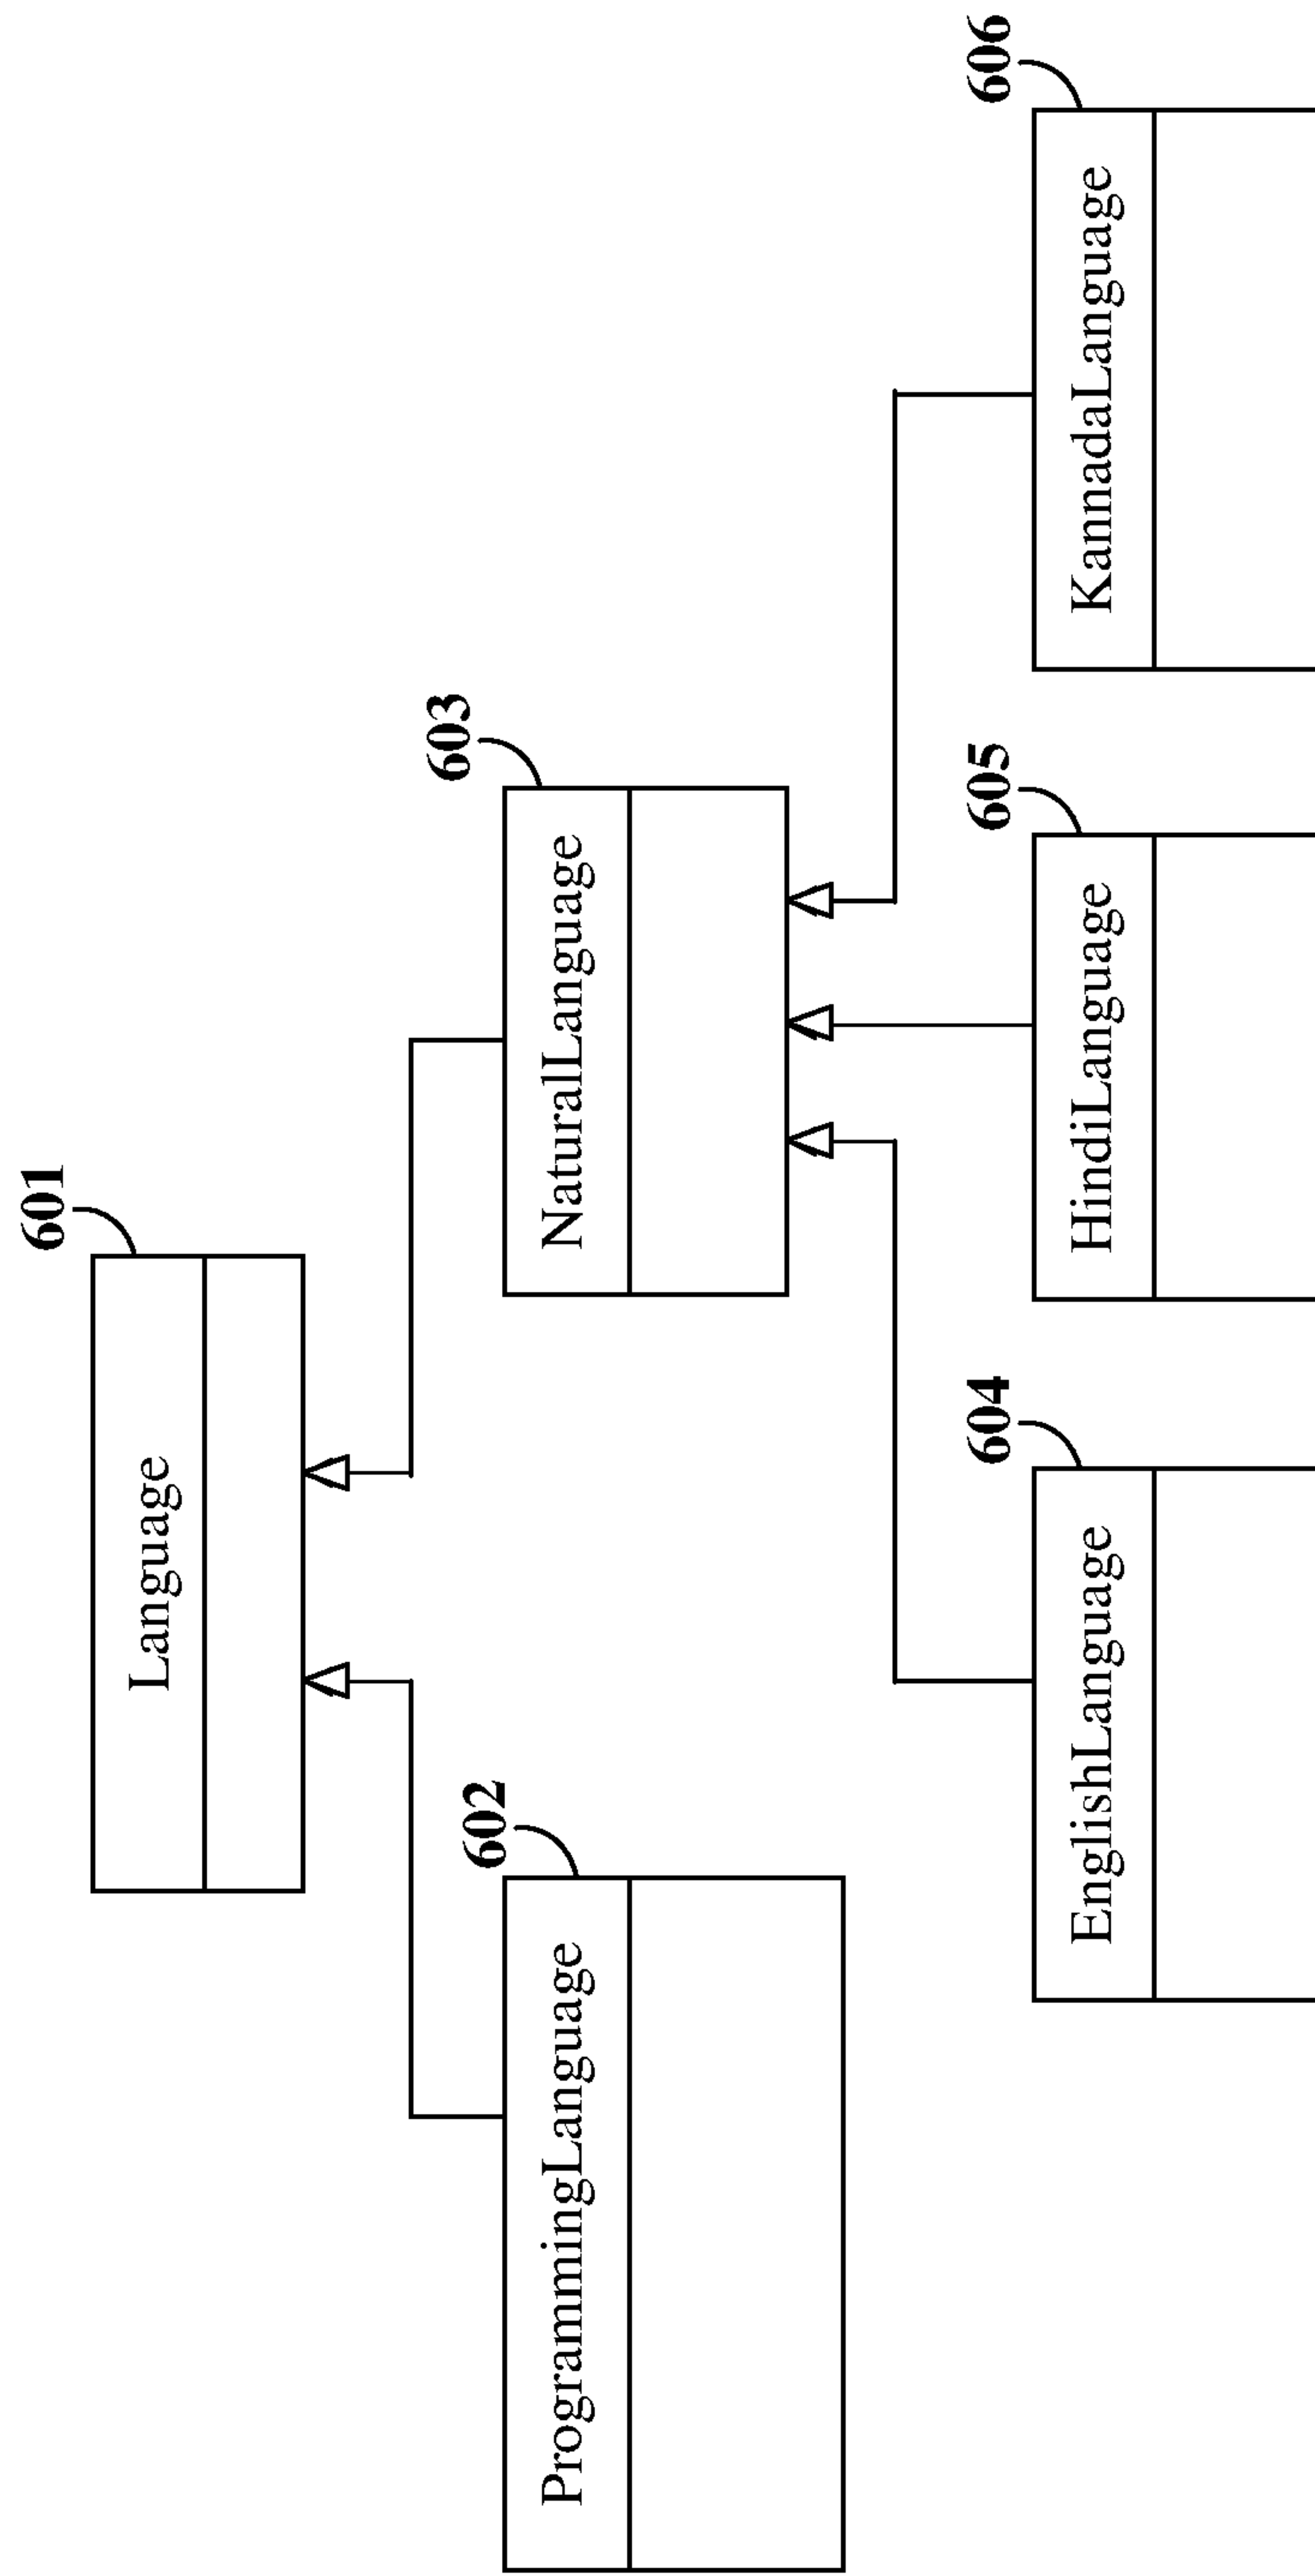 601
Language
602
ProgrammingLanguage
603
NaturalLanguage
604
EnglishLanguage
605
HindiLanguage
606
KannadaLanguage